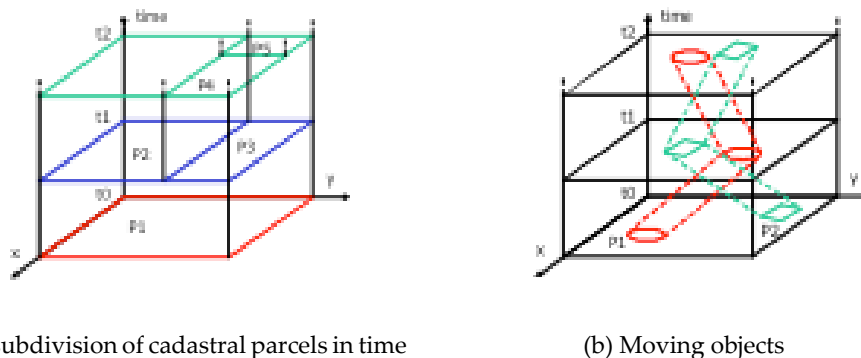 time
t2
P5
P4
t1
P2
P3
t0
y
P1
x
time
t2
t1
t0
y
P1
P2
x
ubdivision of cadastral parcels in time
(b) Moving objects